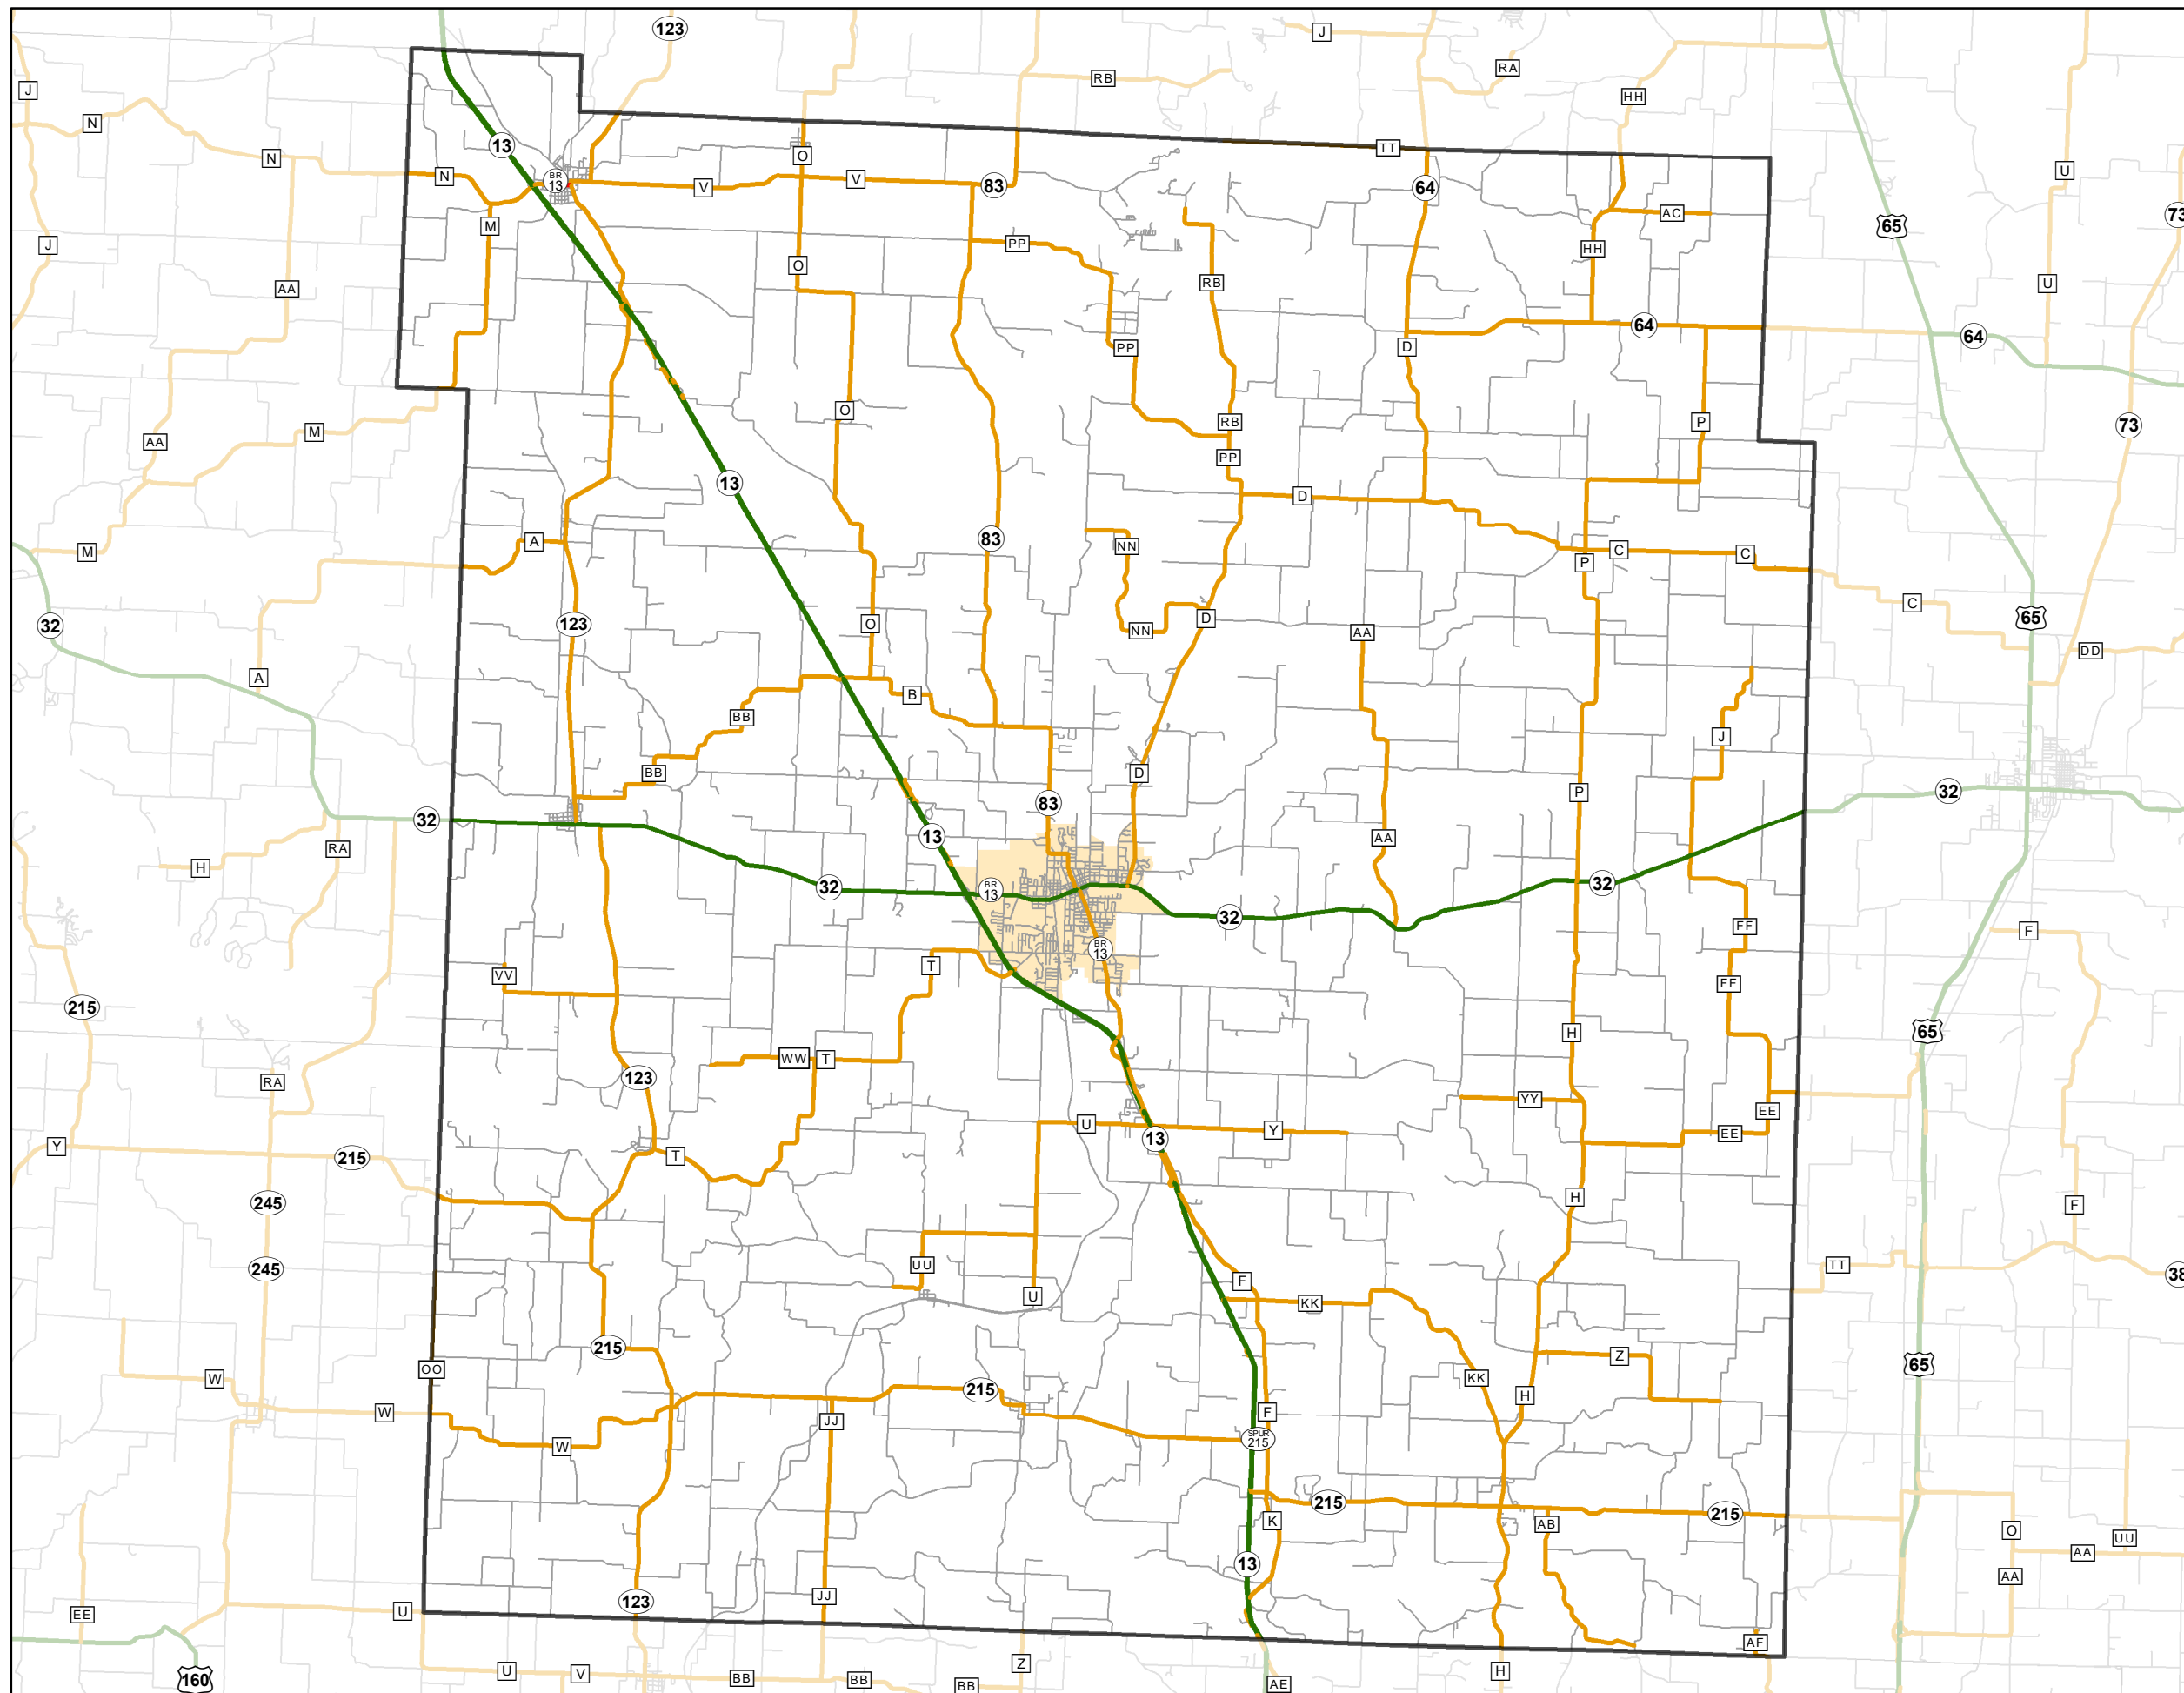 123
J
RB
RA
J
HH
N
13
TT
O
N
U
N
BR
13
V
V
83
64
AC
73
M
65
J
HH
O
RB
U
AA
64
64
PP
D
O
RB
P
73
M
AA
PP
13
D
83
A
NN
C
C
M
P
C
D
65
O
123
32
NN
AA
DD
A
B
BB
J
BB
D
P
32
83
32
13
AA
RA
H
32
BR
13
32
32
FF
F
BR
13
T
VV
FF
215
H
65
WW
T
123
RA
YY
EE
U
Y
EE
Y
13
215
T
H
245
F
UU
TT
245
38
F
U
KK
215
Z
65
OO
KK
W
215
H
W
F
JJ
SPUR
215
W
215
215
K
AB
O
UU
AA
13
AA
JJ
123
U
EE
AF
Z
U
V
H
BB
BB
160
BB
AE